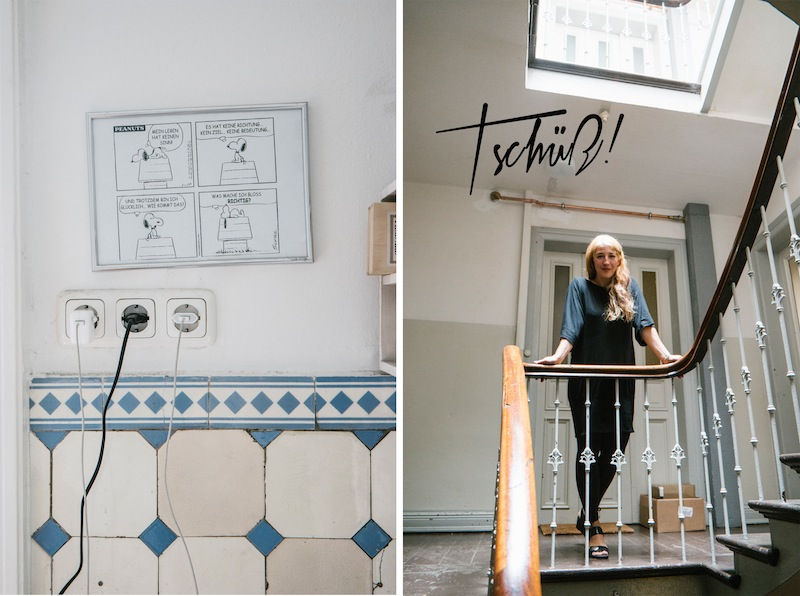 PEANUTS
MEIN LEBEN
HAT KEINEN
SINN!
ES HAT KEINE RICHTUNG..
KEIN ZIEL... KEINE BEDEUTUNG..
UND TROTZDEM BIN ICH
GLÜCKLICH... WIE KOMMT DAS?
WAS MACHE ICH BLOSS
RICHTIG?
Tschüß!